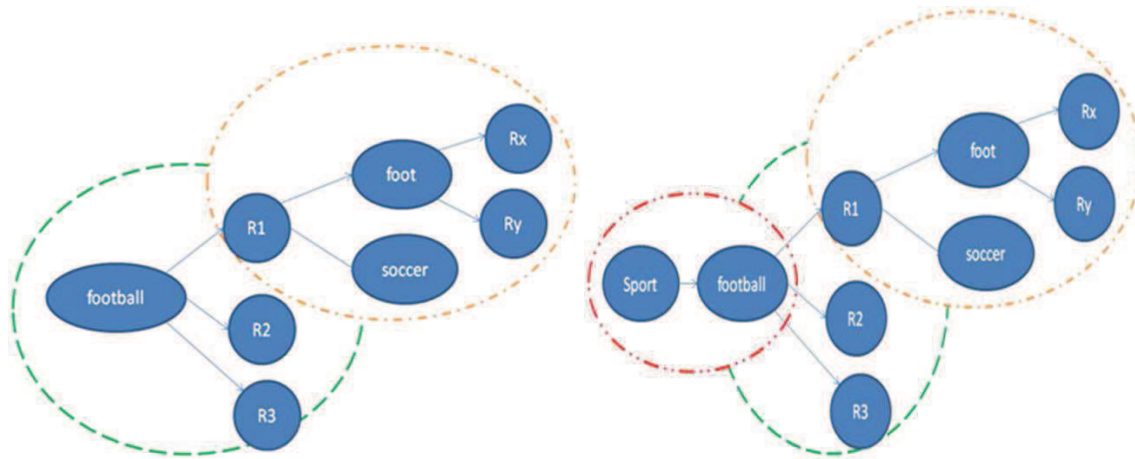 football
R1
foot
soccer
Rx
Ry
R2
R3
Sport
football
R1
foot
soccer
Rx
Ry
R2
R3